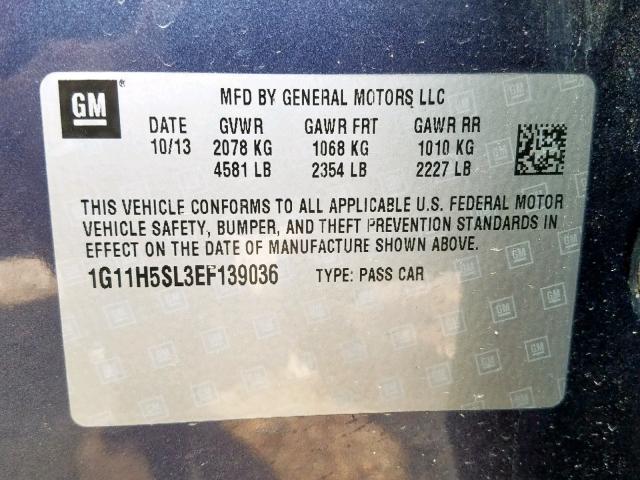 GM ®
MFD BY GENERAL MOTORS LLC
DATE GVWR GAWR FRT GAWR RR
10/13 2078 KG 1068 KG 1010 KG
4581 LB 2354 LB 2227 LB
THIS VEHICLE CONFORMS TO ALL APPLICABLE U.S. FEDERAL MOTOR
VEHICLE SAFETY, BUMPER, AND THEFT PREVENTION STANDARDS IN
EFFECT ON THE DATE OF MANUFACTURE SHOWN ABOVE.
1G11H5SL3EF139036 TYPE: PASS CAR